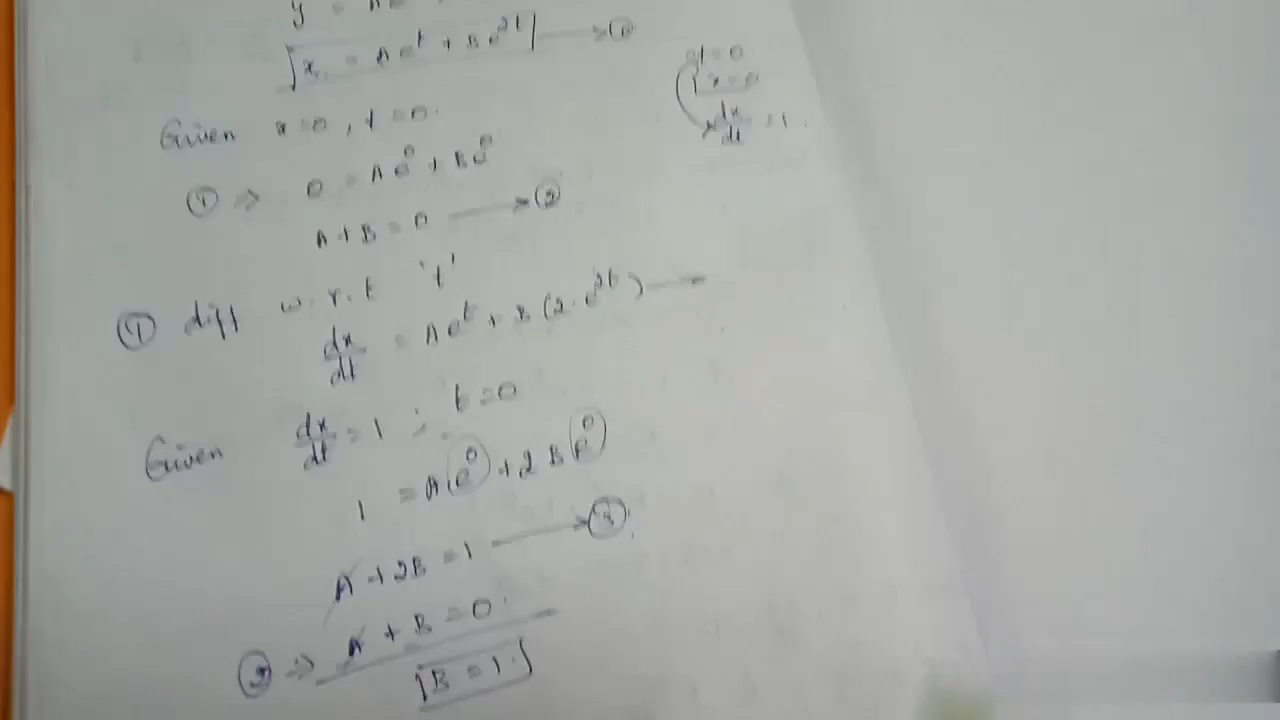 y = Ae
x = Ae^t + Be^2t → ①
at t=0
x=0
dx/dt = 1.
Given x=0, t=0.
① ⇒ 0 = Ae^0 + Be^0
A + B = 0 → ②
① diff w.r.t 't'
dx/dt = Ae^t + B(2.e^2t) —
Given dx/dt = 1 ; t=0
1 = A(e^0) + 2B(e^0)
A + 2B = 1 → ③
② ⇒ A + B = 0.
B = 1.